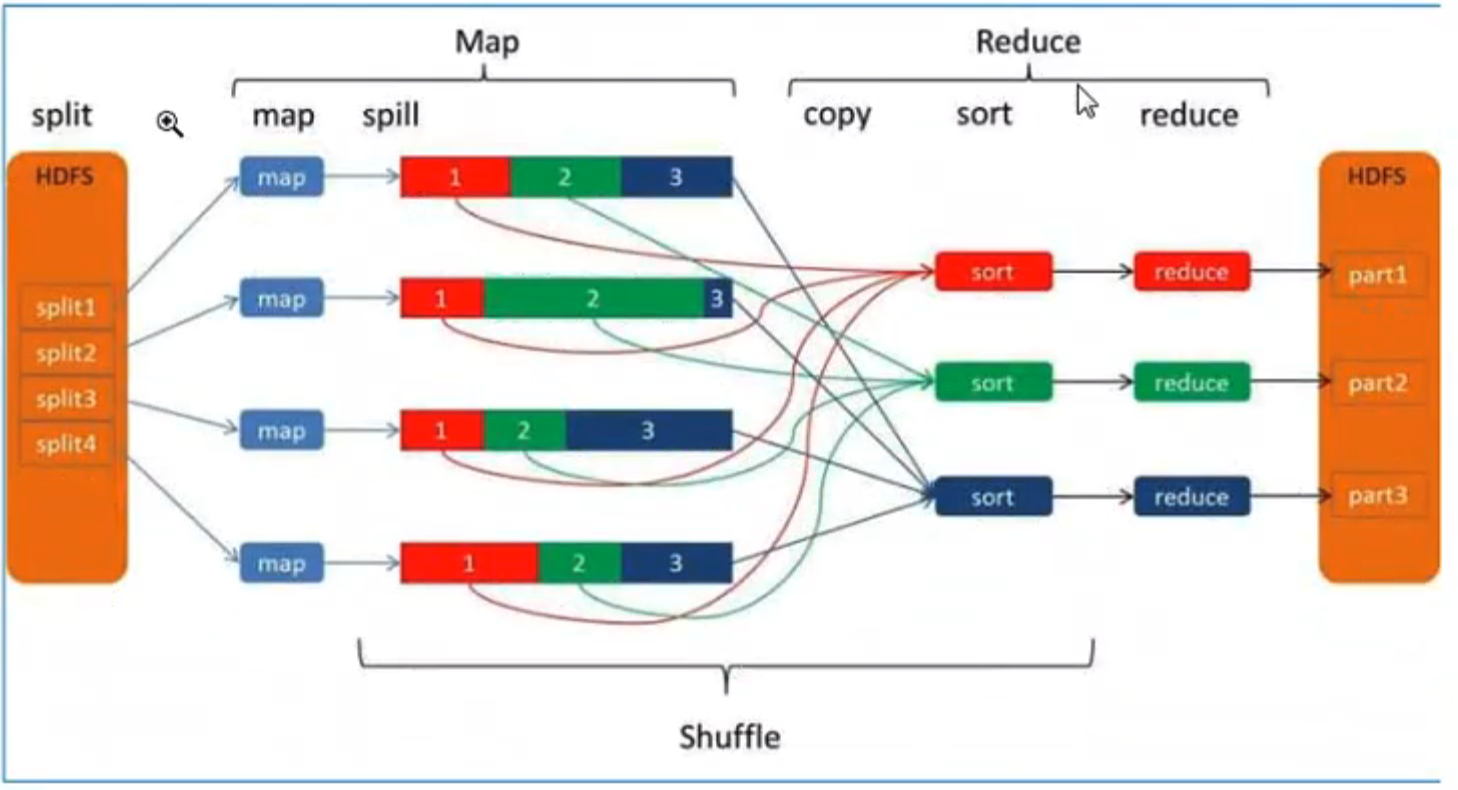 Map
Reduce
split
map
spill
copy
sort
reduce
HDFS
HDFS
map
1 2 3
split1
map
1 2 3
sort
reduce
part1
split2
split3
sort
reduce
part2
split4
map
1 2 3
sort
reduce
part3
map
1 2 3
Shuffle